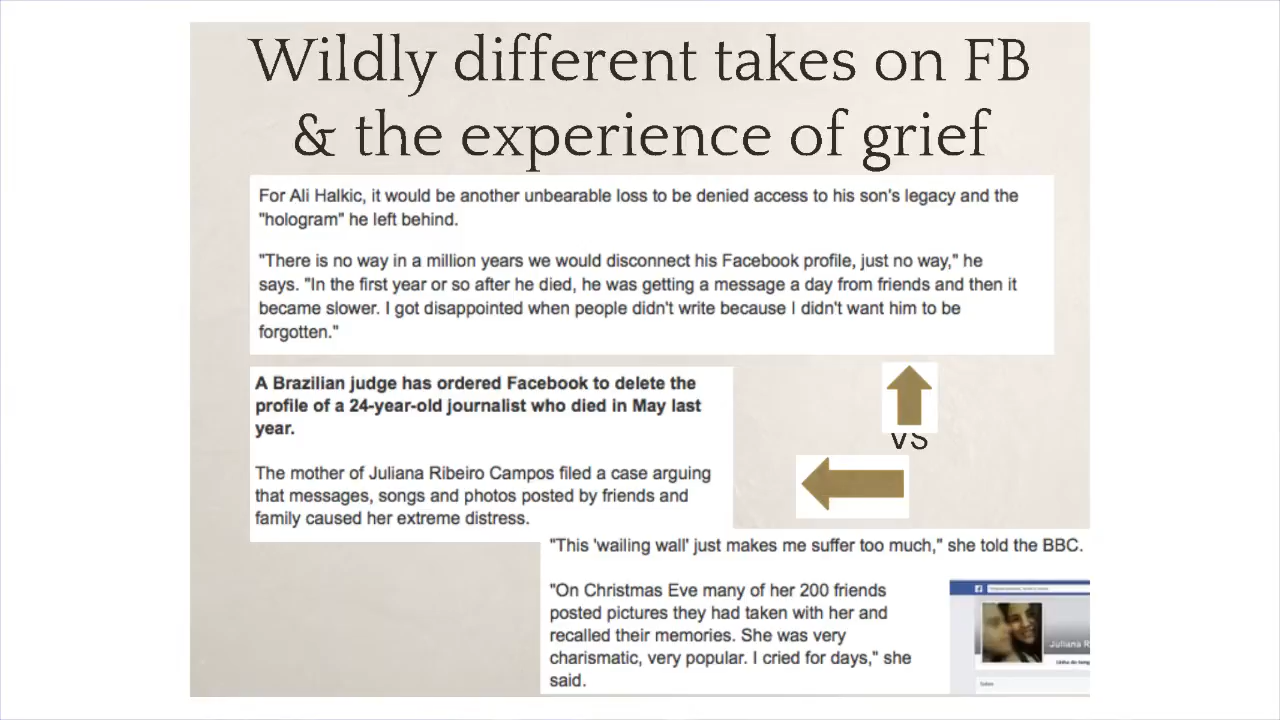 Wildly different takes on FB
& the experience of grief
For Ali Halkic, it would be another unbearable loss to be denied access to his son's legacy and the
"hologram" he left behind.
"There is no way in a million years we would disconnect his Facebook profile, just no way," he
says. "In the first year or so after he died, he was getting a message a day from friends and then it
became slower. I got disappointed when people didn't write because I didn't want him to be
forgotten."
A Brazilian judge has ordered Facebook to delete the
profile of a 24-year-old journalist who died in May last
year.
The mother of Juliana Ribeiro Campos filed a case arguing
that messages, songs and photos posted by friends and
family caused her extreme distress.
vs
"This 'wailing wall' just makes me suffer too much," she told the BBC.
"On Christmas Eve many of her 200 friends
posted pictures they had taken with her and
recalled their memories. She was very
charismatic, very popular. I cried for days," she
said.
Juliana R
Sobre